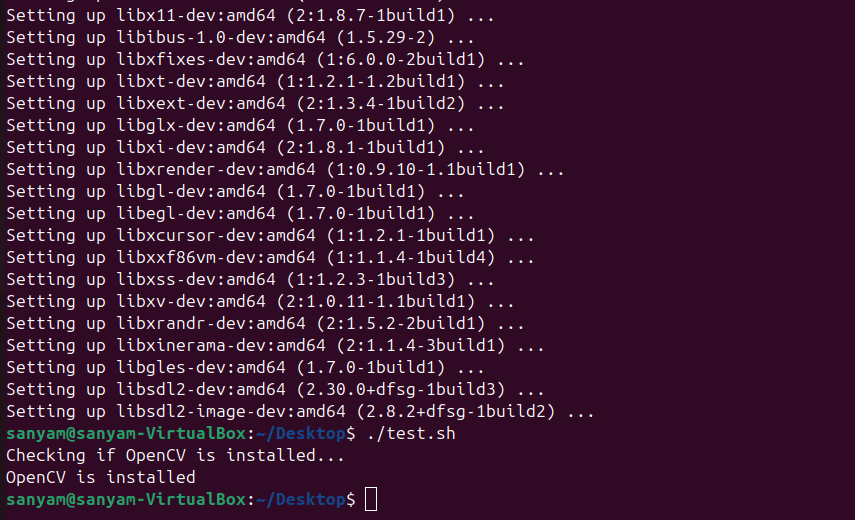 Setting up libx11-dev:amd64 (2:1.8.7-1build1) ...
Setting up libibus-1.0-dev:amd64 (1.5.29-2) ...
Setting up libxfixes-dev:amd64 (1:6.0.0-2build1) ...
Setting up libxt-dev:amd64 (1:1.2.1-1.2build1) ...
Setting up libxext-dev:amd64 (2:1.3.4-1build2) ...
Setting up libglx-dev:amd64 (1.7.0-1build1) ...
Setting up libxi-dev:amd64 (2:1.8.1-1build1) ...
Setting up libxrender-dev:amd64 (1:0.9.10-1.1build1) ...
Setting up libgl-dev:amd64 (1.7.0-1build1) ...
Setting up libegl-dev:amd64 (1.7.0-1build1) ...
Setting up libxcursor-dev:amd64 (1:1.2.1-1build1) ...
Setting up libxxf86vm-dev:amd64 (1:1.1.4-1build4) ...
Setting up libxss-dev:amd64 (1:1.2.3-1build3) ...
Setting up libxv-dev:amd64 (2:1.0.11-1.1build1) ...
Setting up libxrandr-dev:amd64 (2:1.5.2-2build1) ...
Setting up libxinerama-dev:amd64 (2:1.1.4-3build1) ...
Setting up libgles-dev:amd64 (1.7.0-1build1) ...
Setting up libsdl2-dev:amd64 (2.30.0+dfsg-1build3) ...
Setting up libsdl2-image-dev:amd64 (2.8.2+dfsg-1build2) ...
sanyam@sanyam-VirtualBox:~/Desktop$ ./test.sh
Checking if OpenCV is installed...
OpenCV is installed
sanyam@sanyam-VirtualBox:~/Desktop$